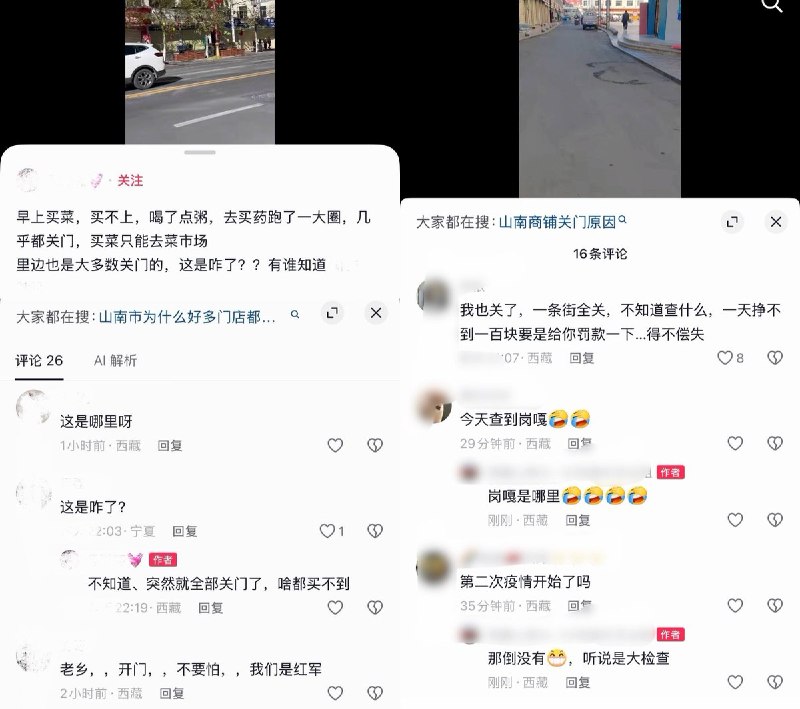 关注
早上买菜，买不上，喝了点粥，去买药跑了一大圈，几
乎都关门，买菜只能去菜市场
里边也是大多数关门的，这是咋了？？有谁知道
大家都在搜：山南市为什么好多门店都...
评论 26
AI 解析
这是哪里呀
1小时前 · 西藏 回复
这是咋了？
22:03 · 宁夏 回复
1
作者
不知道、突然就全部关门了，啥都买不到
22:19 · 西藏 回复
老乡，，开门，，不要怕，，我们是红军
2小时前 · 西藏 回复
大家都在搜：山南商铺关门原因
16条评论
我也关了，一条街全关，不知道查什么，一天挣不
到一百块要是给你罚款一下...得不偿失
07 · 西藏 回复
8
今天查到岗嘎🤣🤣
29分钟前 · 西藏 回复
作者
岗嘎是哪里🤣🤣🤣🤣
刚刚 · 西藏 回复
第二次疫情开始了吗
35分钟前 · 西藏 回复
作者
那倒没有😁，听说是大检查
刚刚 · 西藏 回复